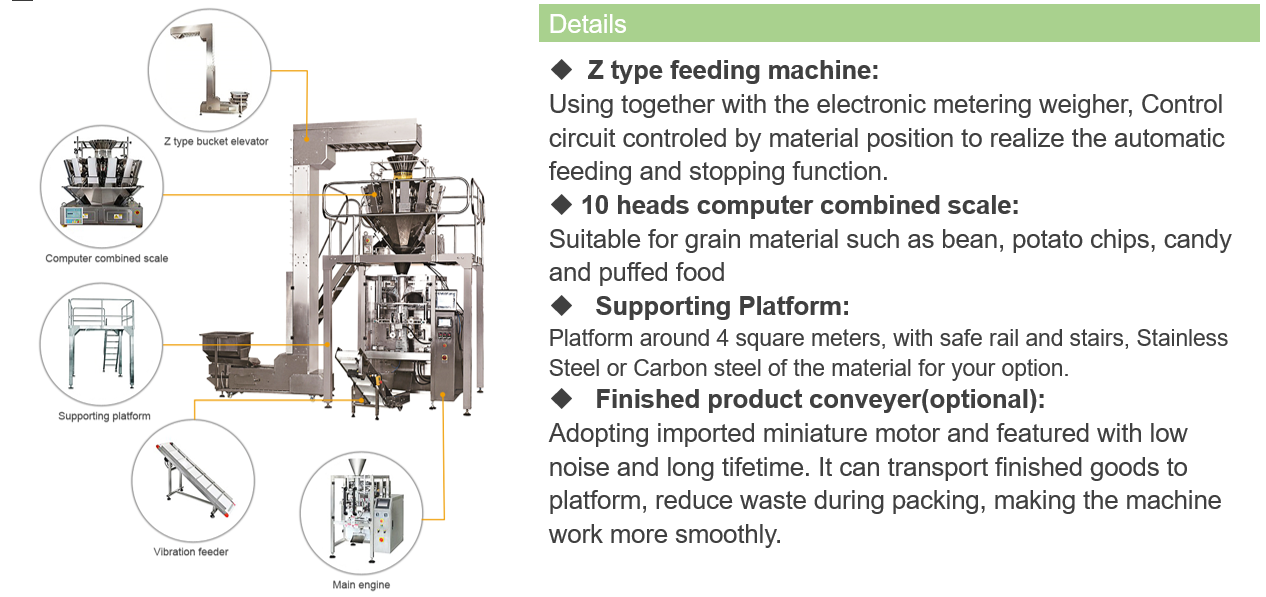 Z type bucket elevator
Computer combined scale
Supporting platform
Vibration feeder
Main engine
Details
◆ Z type feeding machine:
Using together with the electronic metering weigher, Control
circuit controled by material position to realize the automatic
feeding and stopping function.
◆ 10 heads computer combined scale:
Suitable for grain material such as bean, potato chips, candy
and puffed food
◆ Supporting Platform:
Platform around 4 square meters, with safe rail and stairs, Stainless
Steel or Carbon steel of the material for your option.
◆ Finished product conveyer(optional):
Adopting imported miniature motor and featured with low
noise and long tifetime. It can transport finished goods to
platform, reduce waste during packing, making the machine
work more smoothly.